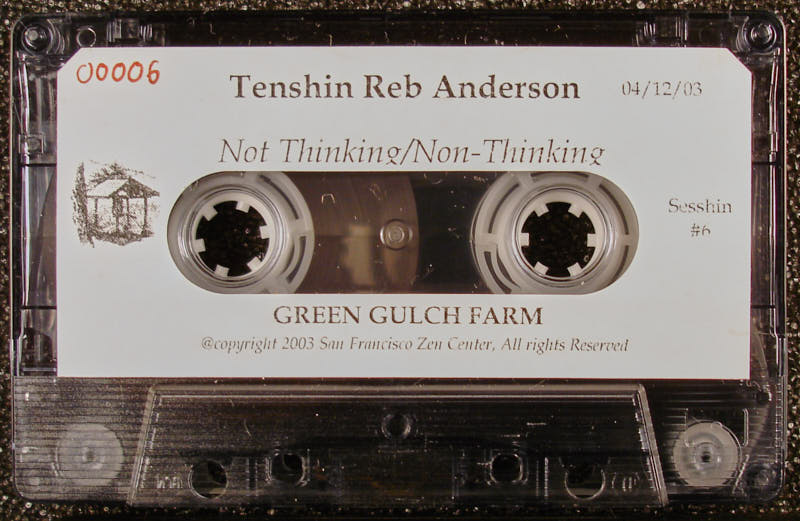 00006
Tenshin Reb Anderson
04/12/03
Not Thinking/Non-Thinking
Sesshin
#6
GREEN GULCH FARM
@copyright 2003 San Francisco Zen Center, All rights Reserved